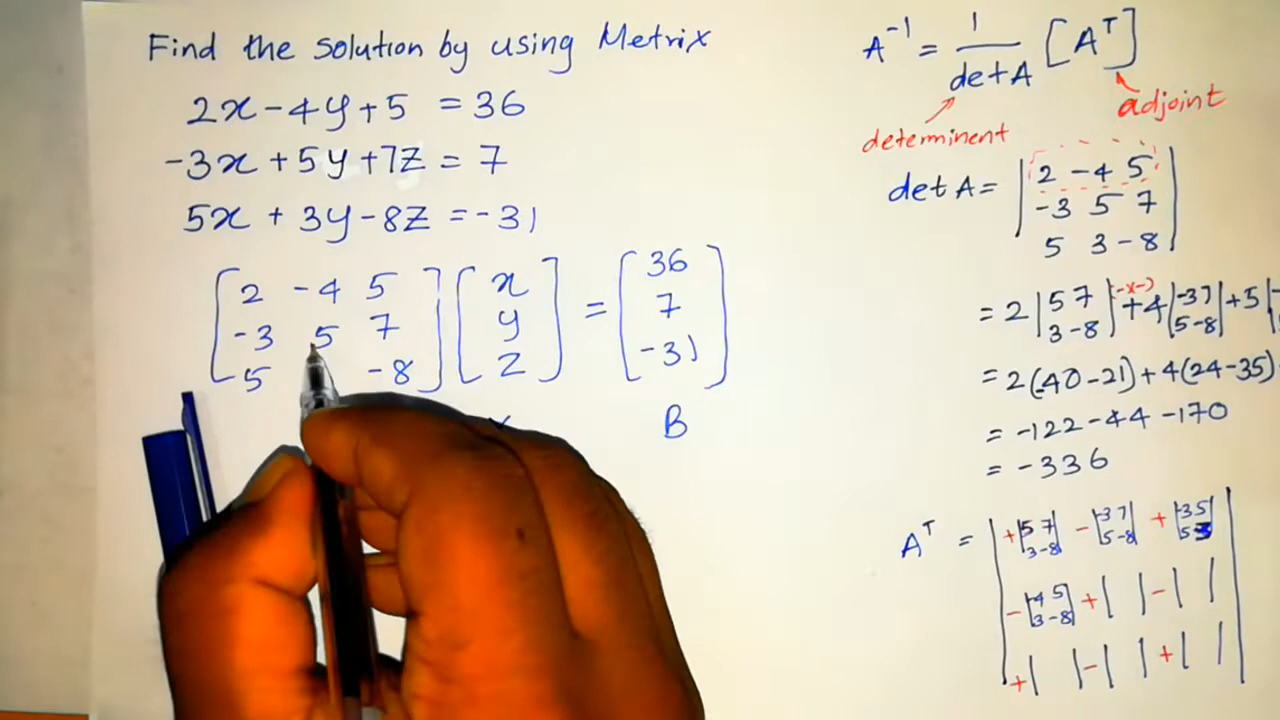 Find the solution by using Metrix
2x - 4y + 5 = 36
-3x + 5y + 7z = 7
5x + 3y - 8z = -31
[2 -4 5] [x] = [36]
[-3 5 7] [y] [7]
[5 -8] [z] [-31]
B
A⁻¹ = 1/det A [Aᵀ]
determinent
adjoint
det A = |2 -4 5|
|-3 5 7|
|5 3 -8|
= 2 |5 7| (-x-) + 4 |-3 7| + 5 |
|3 -8| |5 -8|
= 2(-40 - 21) + 4(24 - 35)
= -122 - 44 - 170
= -336
Aᵀ = | + |5 7| - |-3 7| + |-3 5| |
|3 -8| |5 -8| |5 3|
- |-4 5| + | | - | |
|3 -8|
+ | | - | | + | |